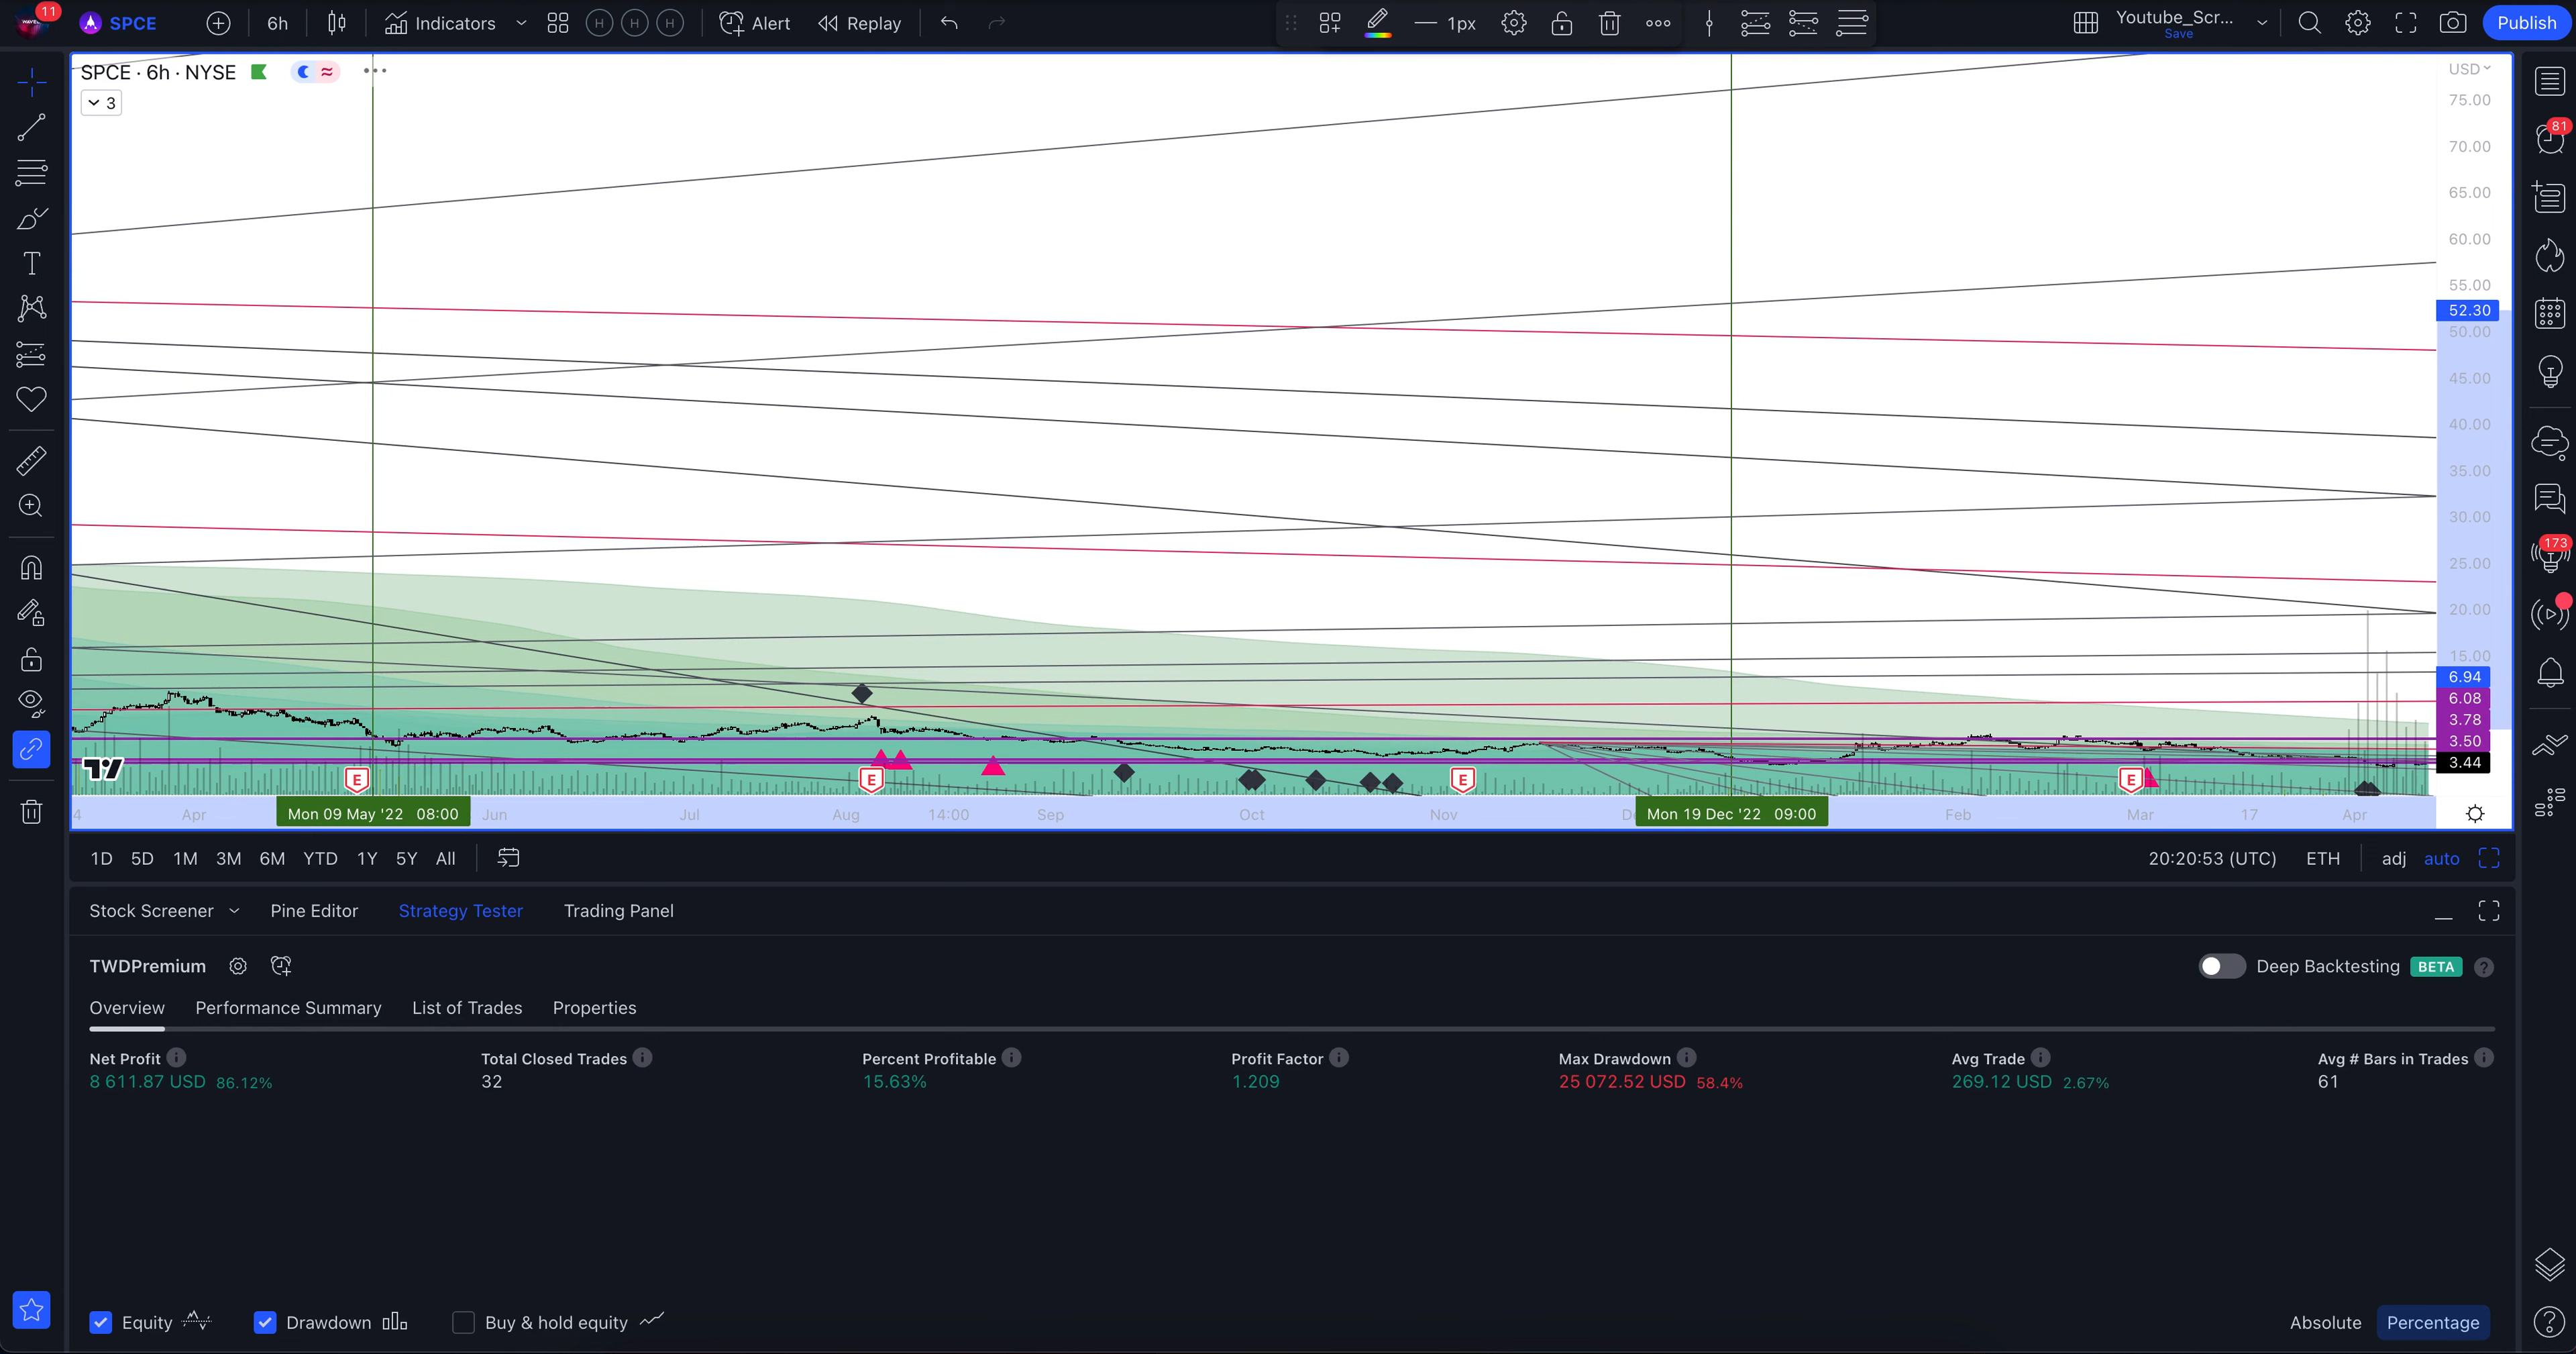 11
SPCE
6h
Indicators
H
H
H
Alert
Replay
1px
Youtube_Scr...
Save
Publish
SPCE · 6h · NYSE
3
USD
75.00
70.00
65.00
60.00
55.00
52.30
50.00
45.00
40.00
35.00
30.00
25.00
20.00
15.00
6.94
6.08
3.78
3.50
3.44
81
173
E
E
E
E
4 Apr Mon 09 May '22 08:00 Jun Jul Aug 14:00 Sep Oct Nov Mon 19 Dec '22 09:00 Feb Mar 17 Apr
1D 5D 1M 3M 6M YTD 1Y 5Y All
20:20:53 (UTC) ETH adj auto
Stock Screener Pine Editor Strategy Tester Trading Panel
TWDPremium
Deep Backtesting BETA ?
Overview Performance Summary List of Trades Properties
Net Profit Total Closed Trades Percent Profitable Profit Factor Max Drawdown Avg Trade Avg # Bars in Trades
8 611.87 USD 86.12% 32 15.63% 1.209 25 072.52 USD 58.4% 269.12 USD 2.67% 61
Equity Drawdown Buy & hold equity
Absolute Percentage